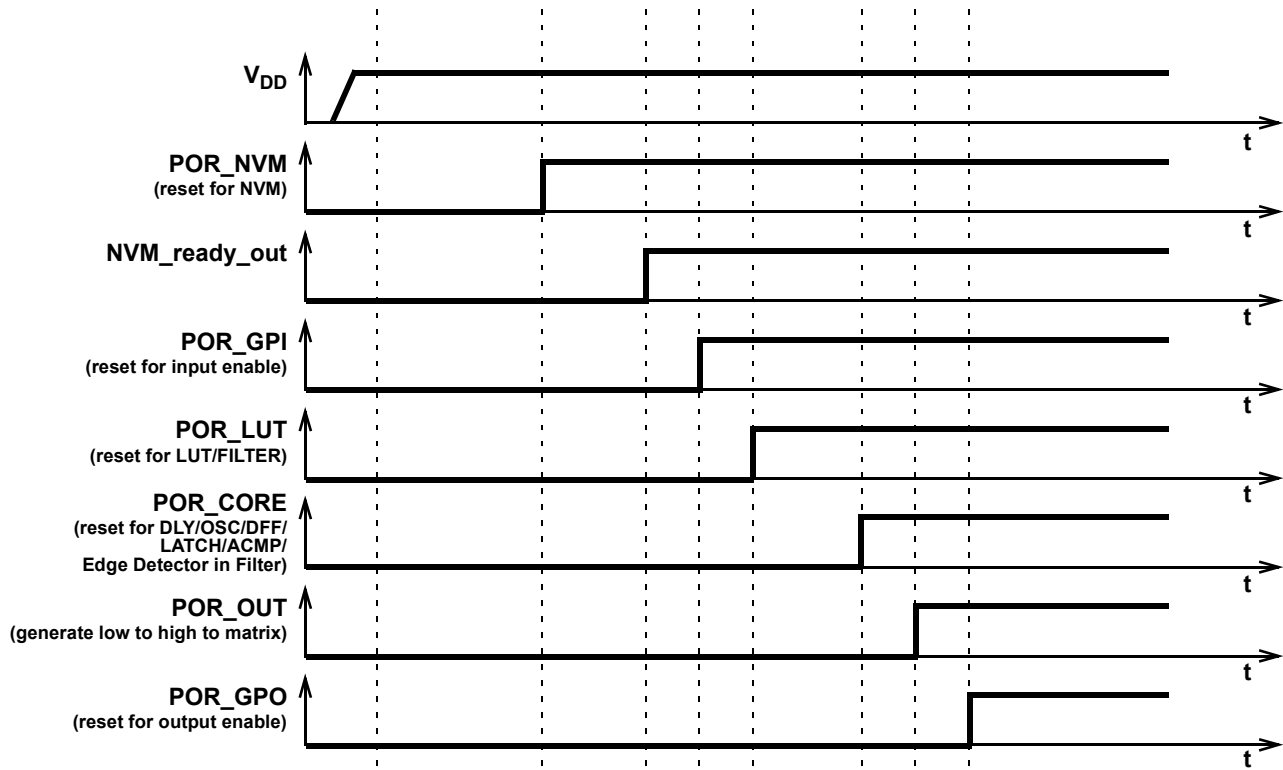 VDD
t
POR_NVM
(reset for NVM)
t
NVM_ready_out
t
POR_GPI
(reset for input enable)
t
POR_LUT
(reset for LUT/FILTER)
t
POR_CORE
(reset for DLY/OSC/DFF/
LATCH/ACMP/
Edge Detector in Filter)
t
POR_OUT
(generate low to high to matrix)
t
POR_GPO
(reset for output enable)
t